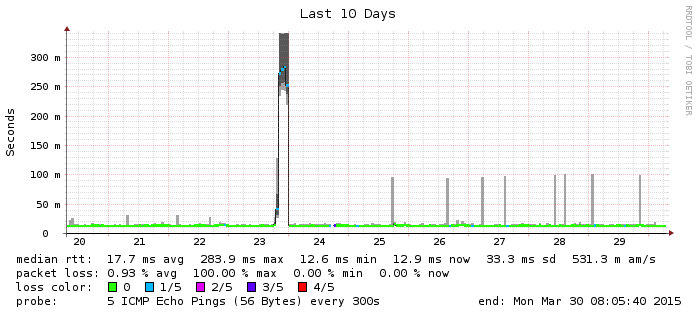 Last 10 Days
RRDTOOL / TOBI OETIKER
Seconds
300 m
250 m
200 m
150 m
100 m
50 m
0
20 21 22 23 24 25 26 27 28 29
median rtt: 17.7 ms avg 283.9 ms max 12.6 ms min 12.9 ms now 33.3 ms sd 531.3 m am/s
packet loss: 0.93 % avg 100.00 % max 0.00 % min 0.00 % now
loss color: 0 1/5 2/5 3/5 4/5
probe: 5 ICMP Echo Pings (56 Bytes) every 300s end: Mon Mar 30 08:05:40 2015